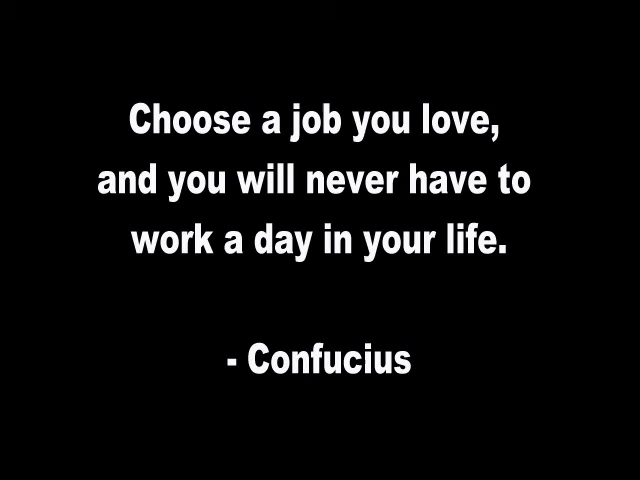 Choose a job you love,
and you will never have to
work a day in your life.
- Confucius